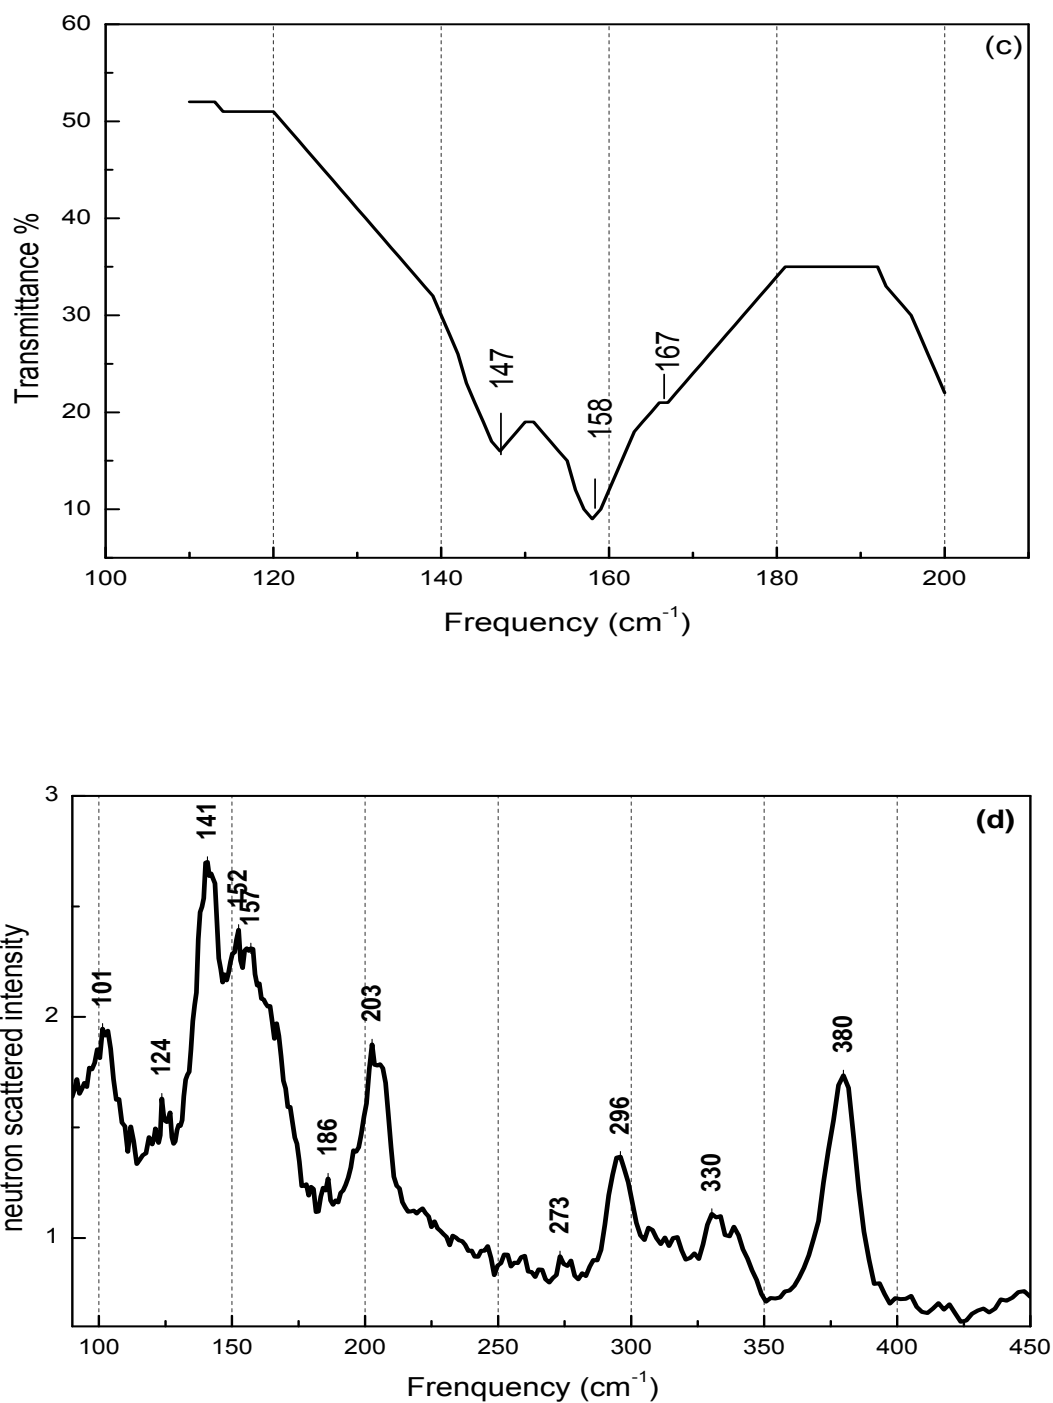 (c)
60
50
40
30
20
10
Transmittance %
147
158
167
100 120 140 160 180 200
Frequency (cm⁻¹)
(d)
3
2
1
neutron scattered intensity
101
124
141
152
157
186
203
273
296
330
380
100 150 200 250 300 350 400 450
Frenquency (cm⁻¹)